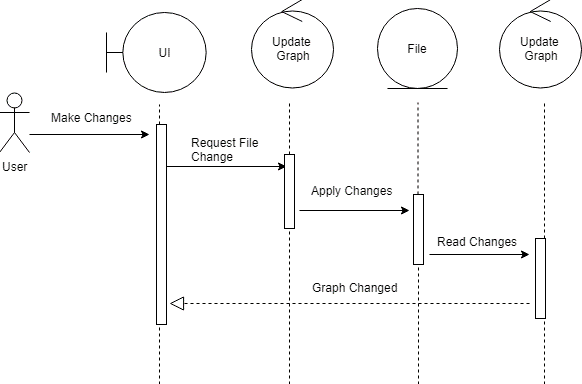 UI
Update
Graph
File
Update
Graph
Make Changes
User
Request File
Change
Apply Changes
Read Changes
Graph Changed